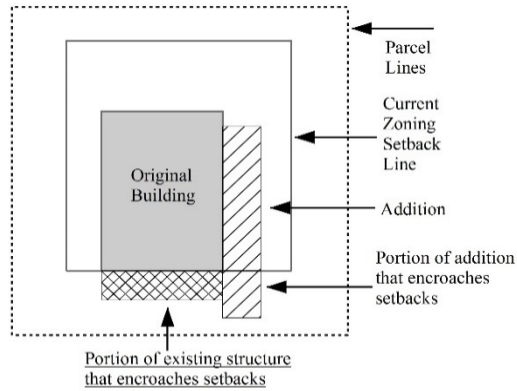 Parcel
Lines
Current
Zoning
Setback
Line
Original
Building
Addition
Portion of addition
that encroaches
setbacks
Portion of existing structure
that encroaches setbacks